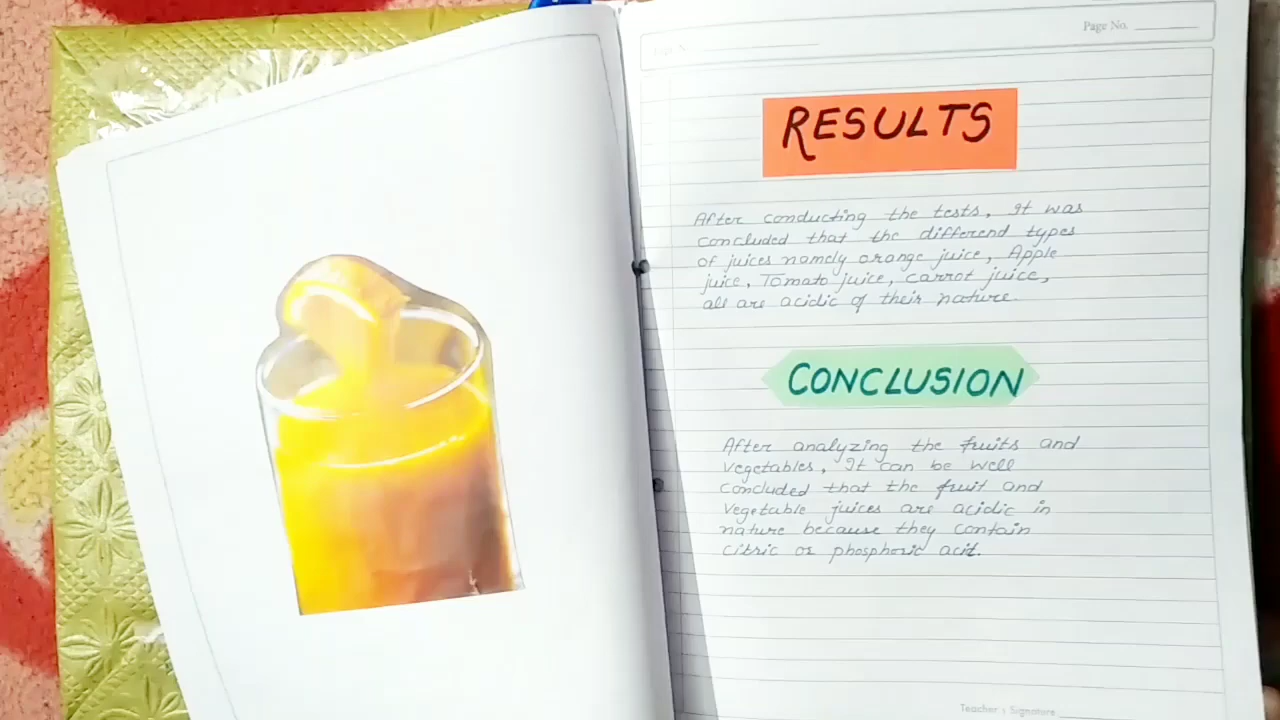 Page No.
RESULTS
After conducting the tests, It was
concluded that the differend types
of juices namely orange juice, Apple
juice, Tomato juice, carrot juice,
all are acidic of their nature.
CONCLUSION
After analyzing the fruits and
vegetables, It can be well
concluded that the fruit and
vegetable juices are acidic in
nature because they contain
citric or phosphoric acid.
Teacher's Signature